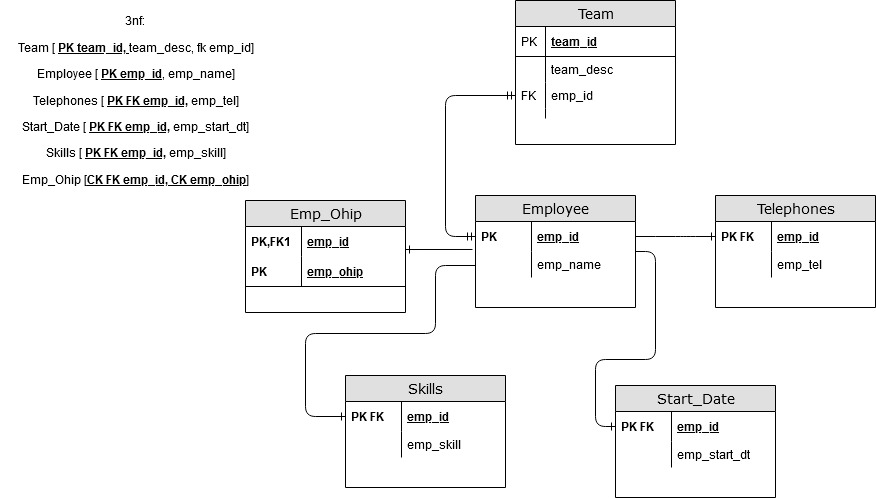 3nf:
Team [ PK team_id, team_desc, fk emp_id]
Employee [ PK emp_id, emp_name]
Telephones [ PK FK emp_id, emp_tel]
Start_Date [ PK FK emp_id, emp_start_dt]
Skills [ PK FK emp_id, emp_skill]
Emp_Ohip [CK FK emp_id, CK emp_ohip]
Team
PK team_id
team_desc
FK emp_id
Emp_Ohip
PK,FK1 emp_id
PK emp_ohip
Employee
PK emp_id
emp_name
Telephones
PK FK emp_id
emp_tel
Skills
PK FK emp_id
emp_skill
Start_Date
PK FK emp_id
emp_start_dt